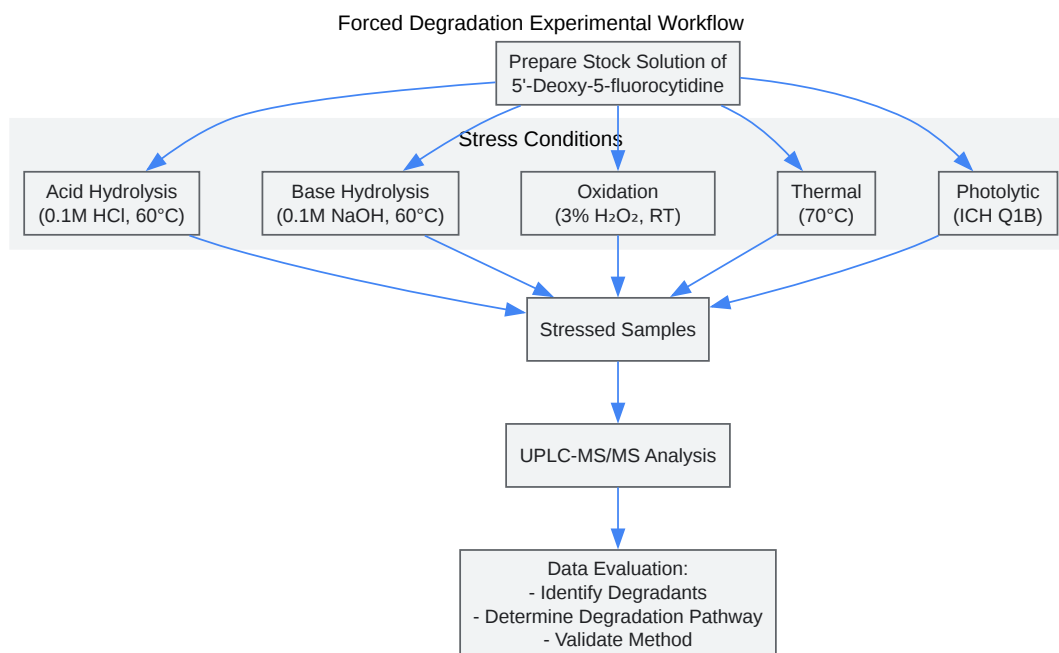 Forced Degradation Experimental Workflow
Prepare Stock Solution of
5'-Deoxy-5-fluorocytidine
Stress Conditions
Acid Hydrolysis
(0.1M HCl, 60°C)
Base Hydrolysis
(0.1M NaOH, 60°C)
Oxidation
(3% H₂O₂, RT)
Thermal
(70°C)
Photolytic
(ICH Q1B)
Stressed Samples
UPLC-MS/MS Analysis
Data Evaluation:
- Identify Degradants
- Determine Degradation Pathway
- Validate Method